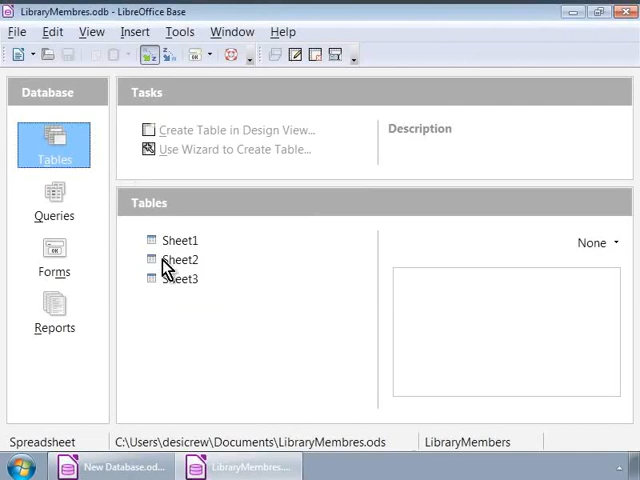 LibraryMembres.odb - LibreOffice Base
File Edit View Insert Tools Window Help
Database
Tables
Queries
Forms
Reports
Tasks
Create Table in Design View...
Use Wizard to Create Table...
Description
Tables
Sheet1
Sheet2
Sheet3
None
Spreadsheet C:\Users\desicrew\Documents\LibraryMembres.ods LibraryMembers
New Database.od... LibraryMembres....